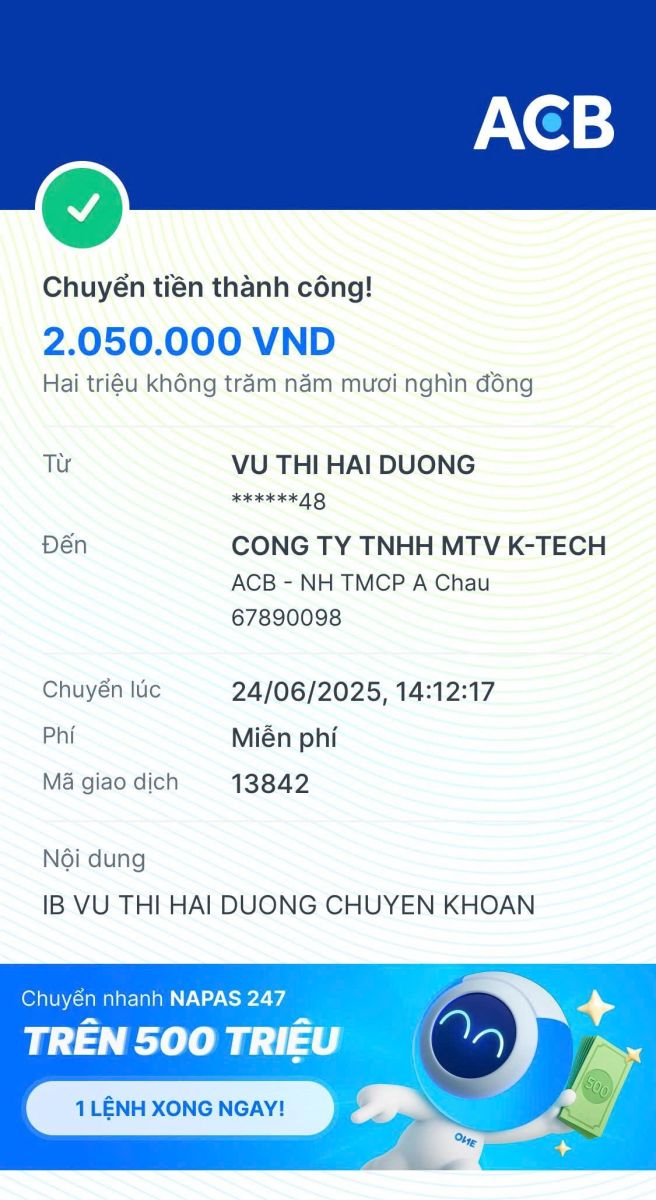 ACB
Chuyển tiền thành công!
2.050.000 VND
Hai triệu không trăm năm mươi nghìn đồng
Từ
VU THI HAI DUONG
******48
Đến
CONG TY TNHH MTV K-TECH
ACB - NH TMCP A Chau
67890098
Chuyển lúc
24/06/2025, 14:12:17
Phí
Miễn phí
Mã giao dịch
13842
Nội dung
IB VU THI HAI DUONG CHUYEN KHOAN
Chuyển nhanh NAPAS 247
TRÊN 500 TRIỆU
1 LỆNH XONG NGAY!
500
ONE